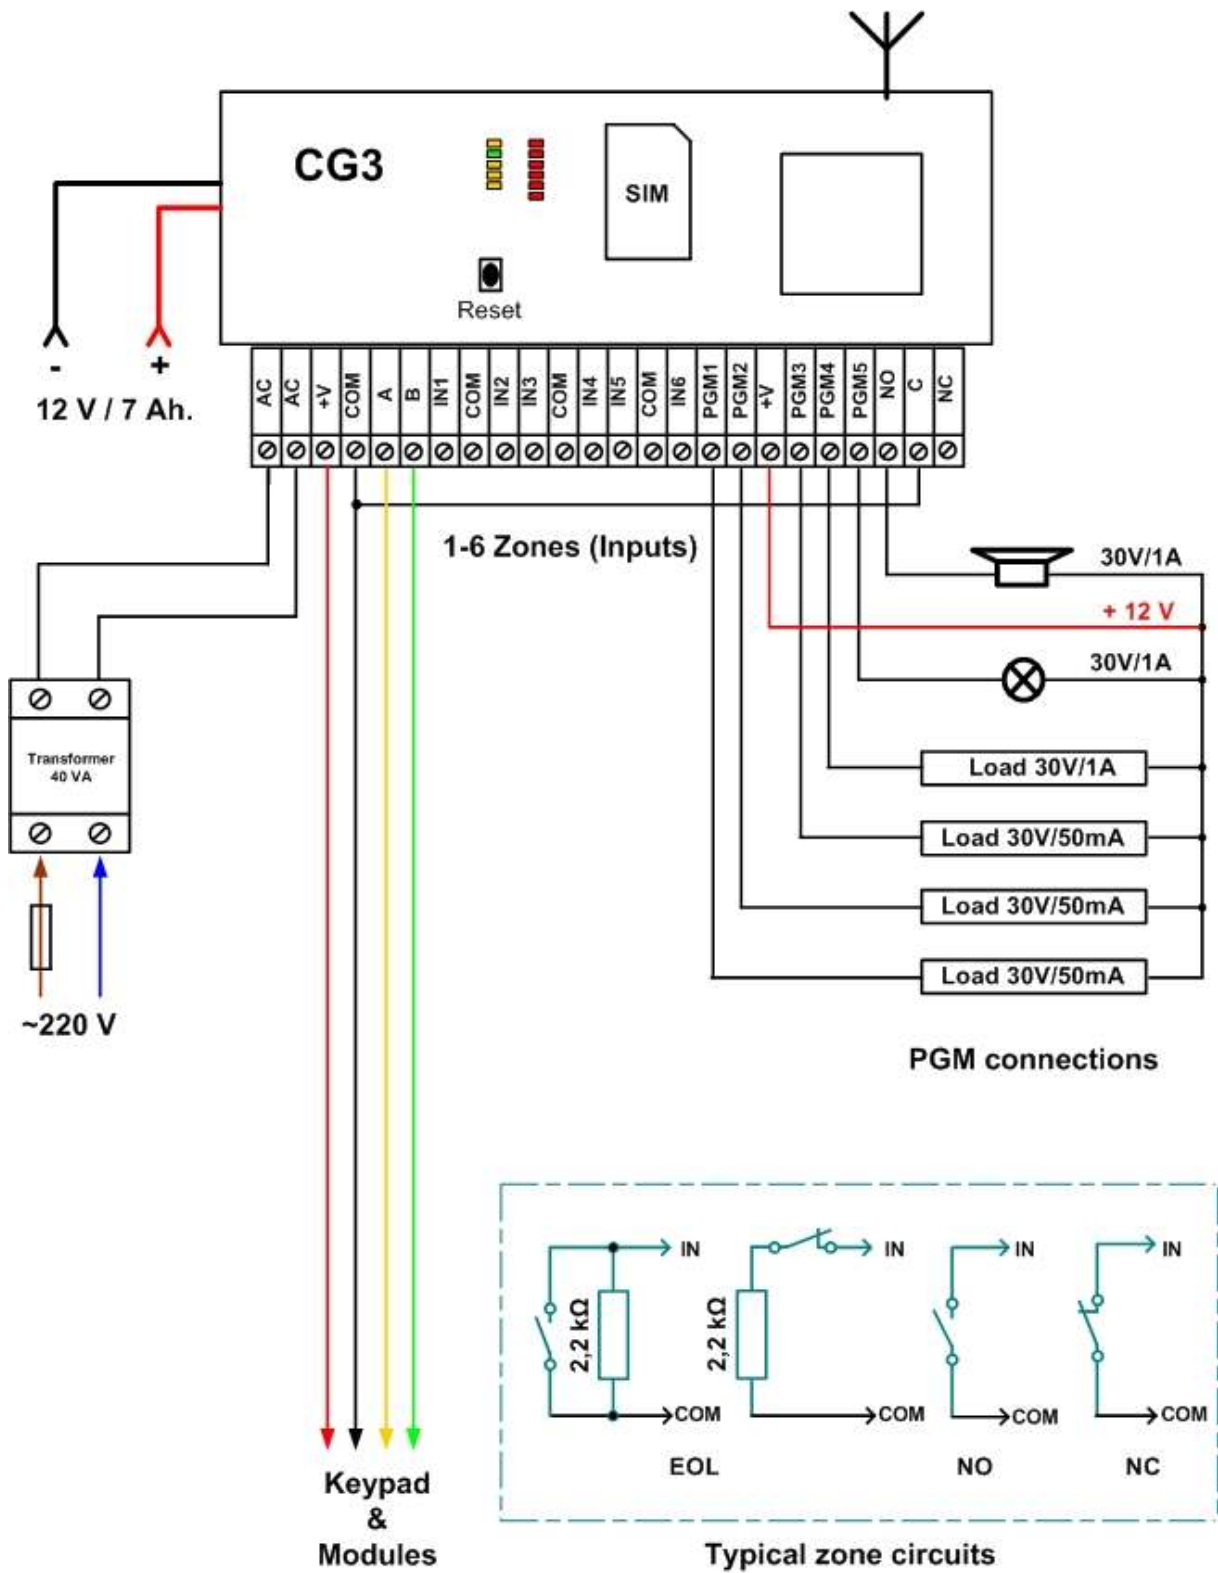 CG3
SIM
Reset
-
+
12 V / 7 Ah.
AC
AC
+V
COM
A
B
IN1
COM
IN2
IN3
COM
IN4
IN5
COM
IN6
PGM1
PGM2
+V
PGM3
PGM4
PGM5
NO
C
NC
1-6 Zones (Inputs)
30V/1A
+ 12 V
30V/1A
Transformer
40 VA
Load 30V/1A
Load 30V/50mA
Load 30V/50mA
Load 30V/50mA
~220 V
PGM connections
IN
IN
IN
IN
2,2 kΩ
2,2 kΩ
COM
COM
COM
COM
EOL
NO
NC
Keypad
&
Modules
Typical zone circuits